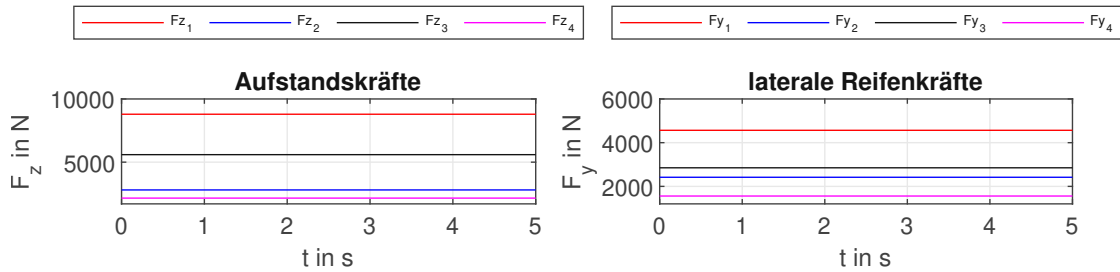 Fz1 Fz2 Fz3 Fz4
Fy1 Fy2 Fy3 Fy4
Aufstandskräfte
10000
5000
Fz in N
0 1 2 3 4 5
t in s
laterale Reifenkräfte
6000
4000
2000
Fy in N
0 1 2 3 4 5
t in s